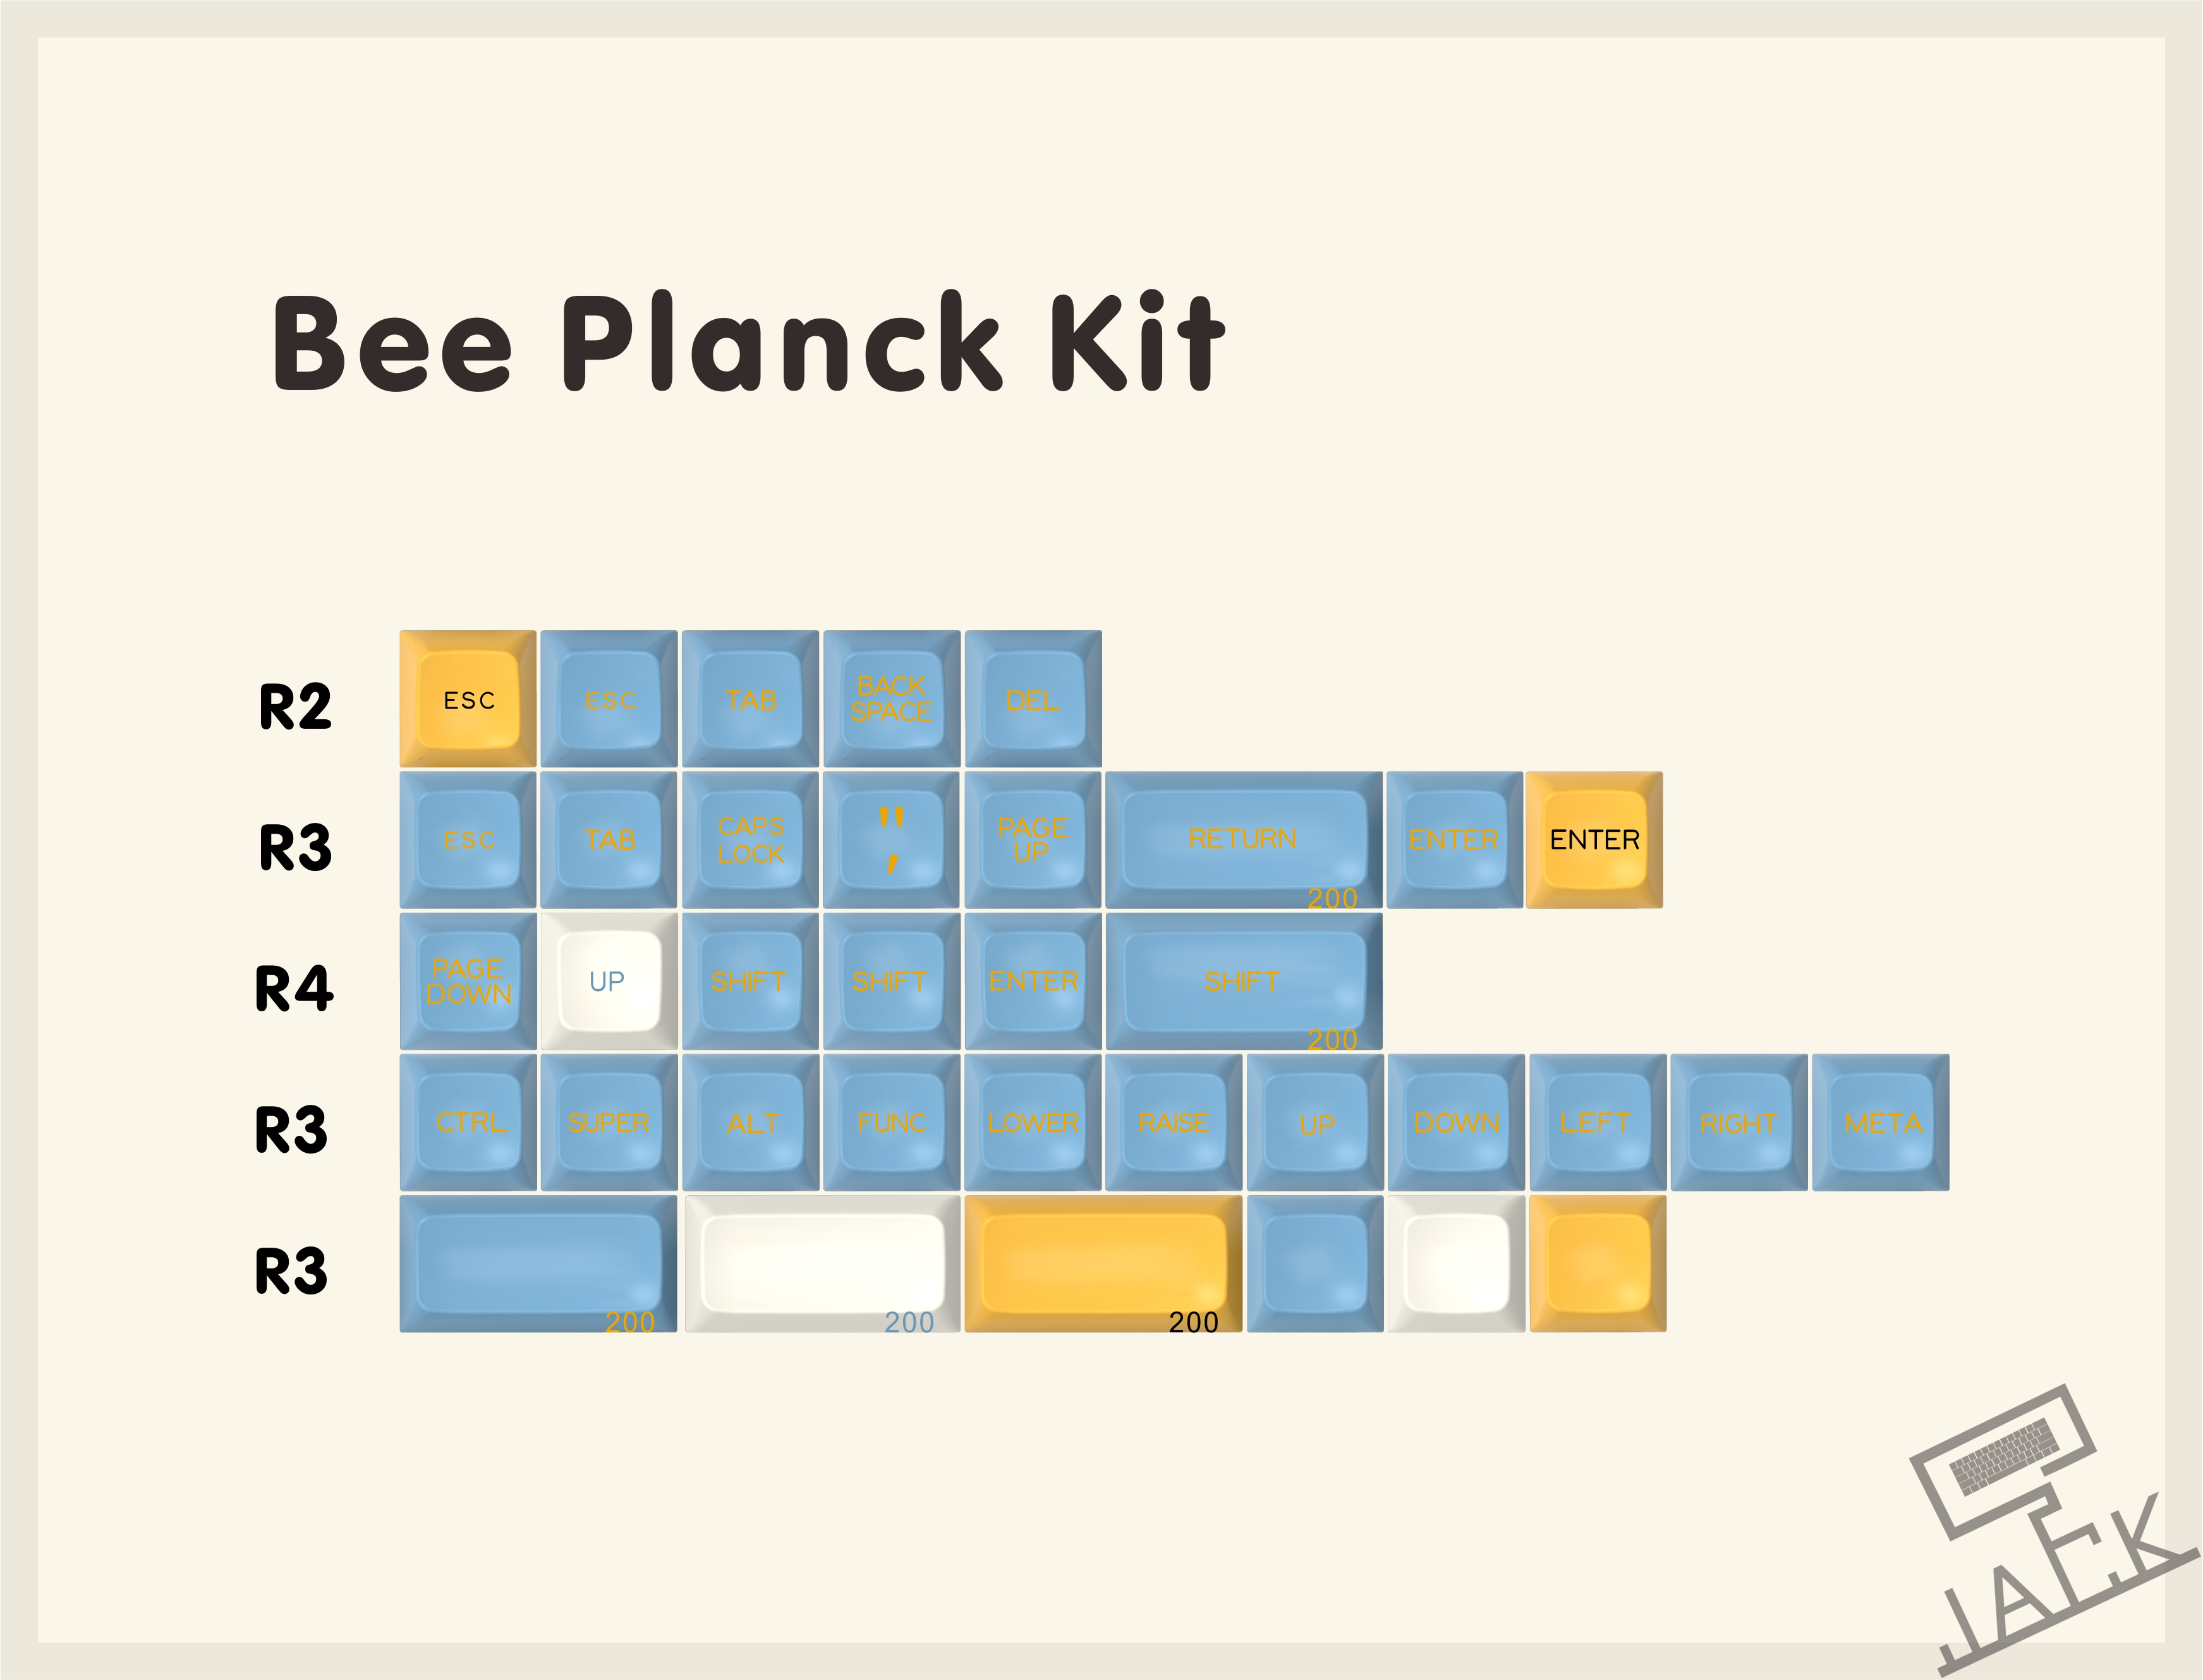 Bee Planck Kit
R2 ESC ESC TAB BACK SPACE DEL
R3 ESC TAB CAPS LOCK " , PAGE UP RETURN 200 ENTER ENTER
R4 PAGE DOWN UP SHIFT SHIFT ENTER SHIFT 200
R3 CTRL SUPER ALT FUNC LOWER RAISE UP DOWN LEFT RIGHT META
R3 200 200 200
JAEK